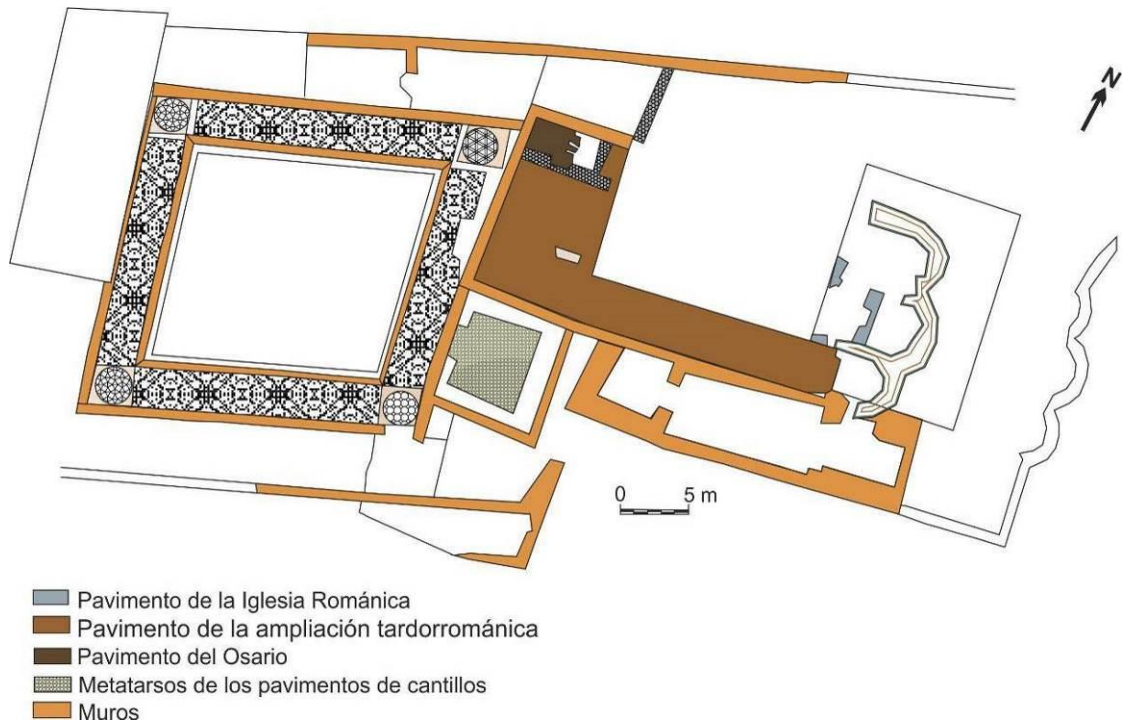 N
0 5 m
Pavimento de la Iglesia Románica
Pavimento de la ampliación tardorrománica
Pavimento del Osario
Metatarsos de los pavimentos de cantillos
Muros